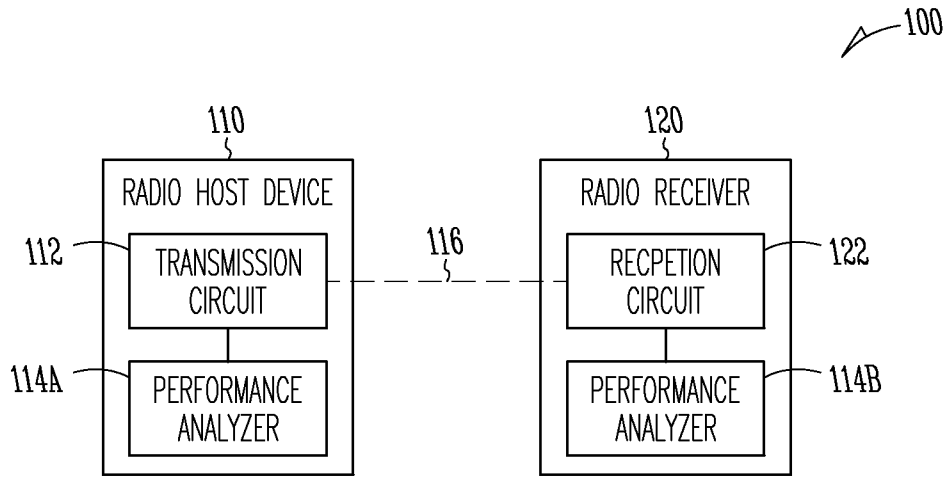 100
110
120
RADIO HOST DEVICE
RADIO RECEIVER
112
TRANSMISSION
CIRCUIT
116
RECPETION
CIRCUIT
122
114A
PERFORMANCE
ANALYZER
PERFORMANCE
ANALYZER
114B